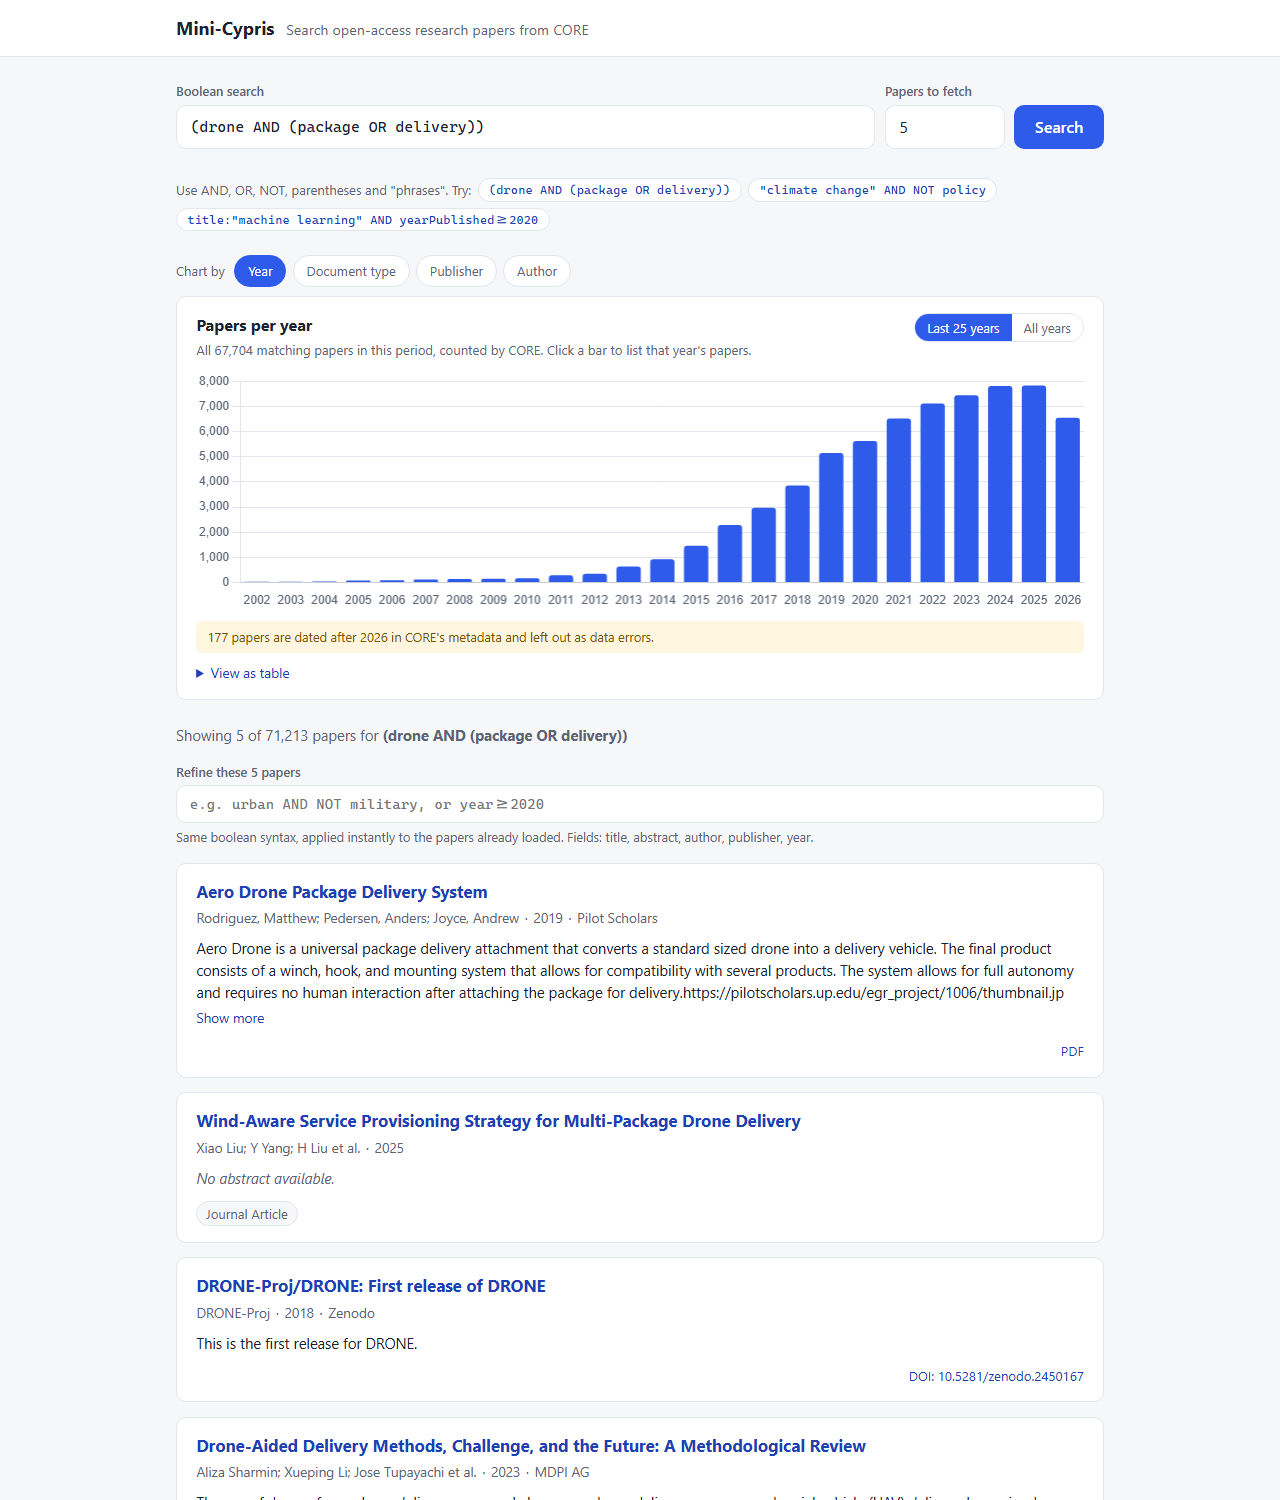 Mini-Cypris Search open-access research papers from CORE
Boolean search
Papers to fetch
(drone AND (package OR delivery))
5
Search
Use AND, OR, NOT, parentheses and "phrases". Try: (drone AND (package OR delivery)) "climate change" AND NOT policy
title:"machine learning" AND yearPublished≥2020
Chart by Year Document type Publisher Author
Papers per year
Last 25 years All years
All 67,704 matching papers in this period, counted by CORE. Click a bar to list that year's papers.
8,000
7,000
6,000
5,000
4,000
3,000
2,000
1,000
0
2002 2003 2004 2005 2006 2007 2008 2009 2010 2011 2012 2013 2014 2015 2016 2017 2018 2019 2020 2021 2022 2023 2024 2025 2026
177 papers are dated after 2026 in CORE's metadata and left out as data errors.
View as table
Showing 5 of 71,213 papers for (drone AND (package OR delivery))
Refine these 5 papers
e.g. urban AND NOT military, or year≥2020
Same boolean syntax, applied instantly to the papers already loaded. Fields: title, abstract, author, publisher, year.
Aero Drone Package Delivery System
Rodriguez, Matthew; Pedersen, Anders; Joyce, Andrew · 2019 · Pilot Scholars
Aero Drone is a universal package delivery attachment that converts a standard sized drone into a delivery vehicle. The final product
consists of a winch, hook, and mounting system that allows for compatibility with several products. The system allows for full autonomy
and requires no human interaction after attaching the package for delivery.https://pilotscholars.up.edu/egr_project/1006/thumbnail.jp
Show more
PDF
Wind-Aware Service Provisioning Strategy for Multi-Package Drone Delivery
Xiao Liu; Y Yang; H Liu et al. · 2025
No abstract available.
Journal Article
DRONE-Proj/DRONE: First release of DRONE
DRONE-Proj · 2018 · Zenodo
This is the first release for DRONE.
DOI: 10.5281/zenodo.2450167
Drone-Aided Delivery Methods, Challenge, and the Future: A Methodological Review
Aliza Sharmin; Xueping Li; Jose Tupayachi et al. · 2023 · MDPI AG